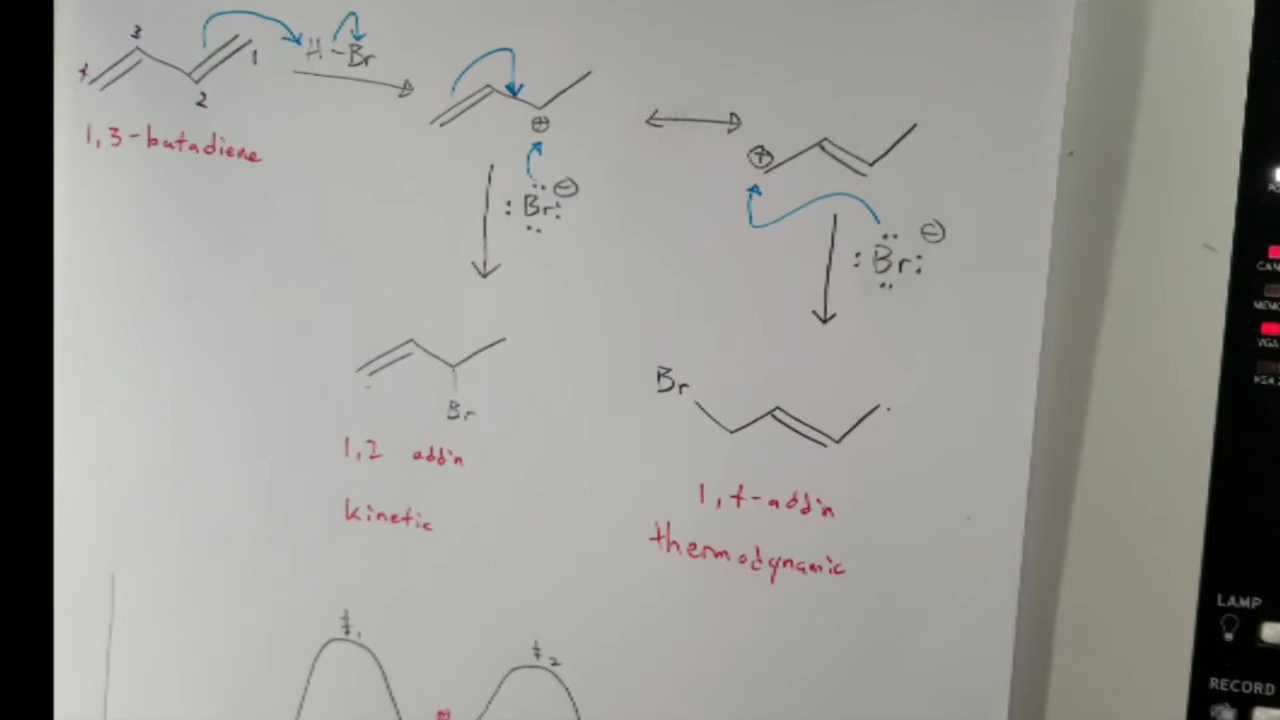 3
H-Br
4
1
2
1,3-butadiene
⊕
⊕
:Br: ⊖
:Br: ⊖
Br
Br
1,2 add'n
1,4-add'n
kinetic
thermodynamic
‡1
‡2
⊕
LAMP
RECORD